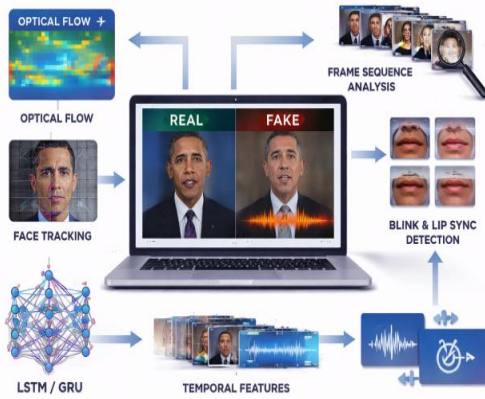 OPTICAL FLOW
OPTICAL FLOW
FRAME SEQUENCE
ANALYSIS
REAL
FAKE
FACE TRACKING
BLINK & LIP SYNC
DETECTION
LSTM / GRU
TEMPORAL FEATURES